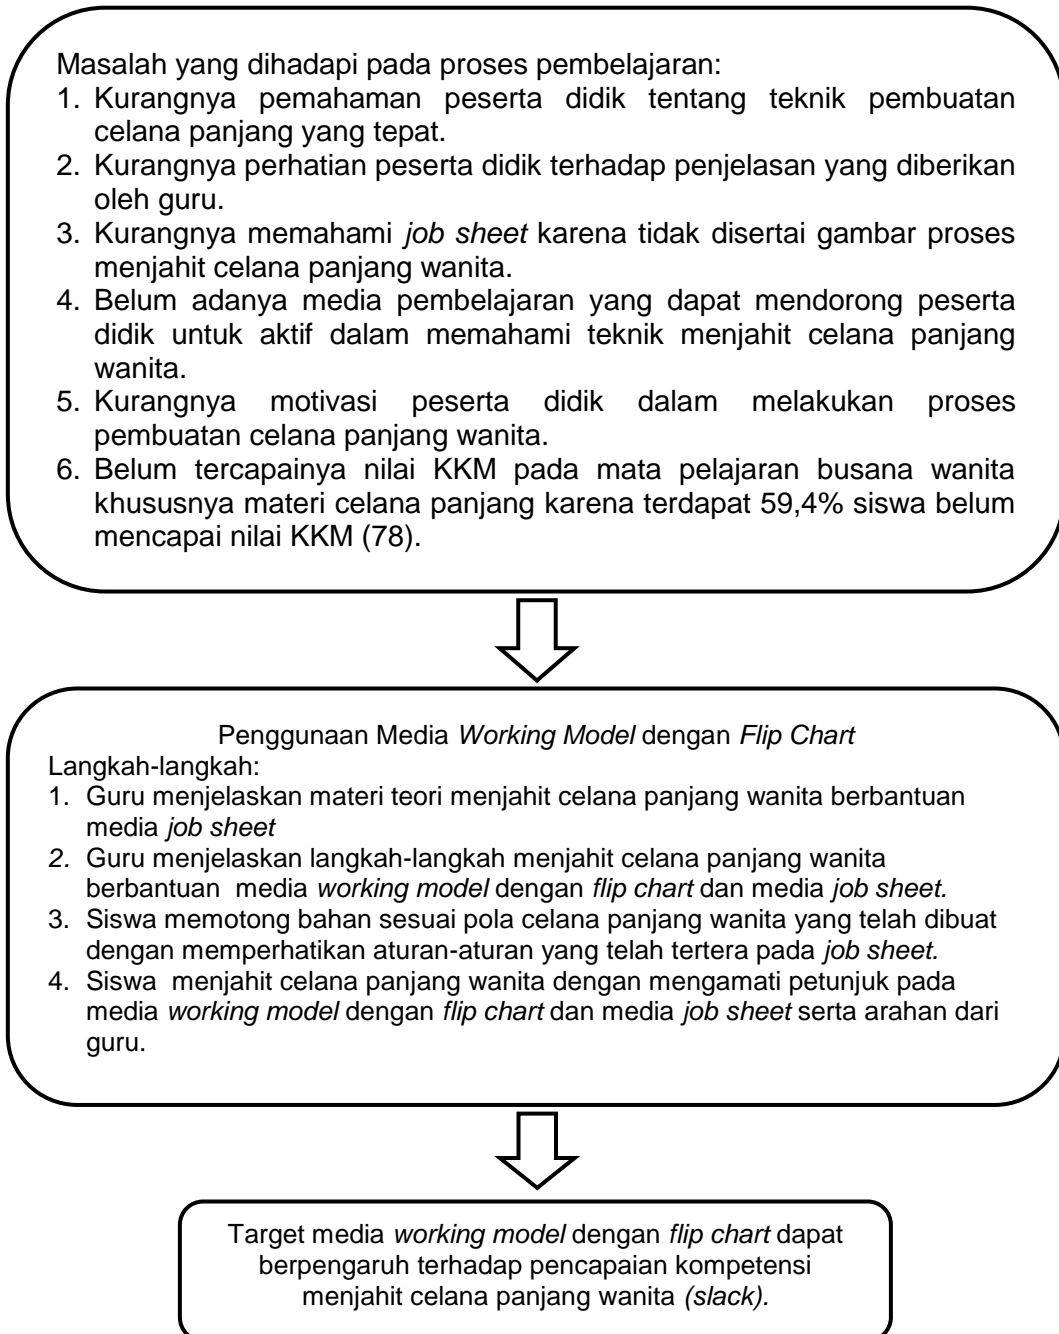 Masalah yang dihadapi pada proses pembelajaran:
1. Kurangnya pemahaman peserta didik tentang teknik pembuatan
celana panjang yang tepat.
2. Kurangnya perhatian peserta didik terhadap penjelasan yang diberikan
oleh guru.
3. Kurangnya memahami job sheet karena tidak disertai gambar proses
menjahit celana panjang wanita.
4. Belum adanya media pembelajaran yang dapat mendorong peserta
didik untuk aktif dalam memahami teknik menjahit celana panjang
wanita.
5. Kurangnya motivasi peserta didik dalam melakukan proses
pembuatan celana panjang wanita.
6. Belum tercapainya nilai KKM pada mata pelajaran busana wanita
khususnya materi celana panjang karena terdapat 59,4% siswa belum
mencapai nilai KKM (78).
Penggunaan Media Working Model dengan Flip Chart
Langkah-langkah:
1. Guru menjelaskan materi teori menjahit celana panjang wanita berbantuan
media job sheet
2. Guru menjelaskan langkah-langkah menjahit celana panjang wanita
berbantuan media working model dengan flip chart dan media job sheet.
3. Siswa memotong bahan sesuai pola celana panjang wanita yang telah dibuat
dengan memperhatikan aturan-aturan yang telah tertera pada job sheet.
4. Siswa menjahit celana panjang wanita dengan mengamati petunjuk pada
media working model dengan flip chart dan media job sheet serta arahan dari
guru.
Target media working model dengan flip chart dapat
berpengaruh terhadap pencapaian kompetensi
menjahit celana panjang wanita (slack).